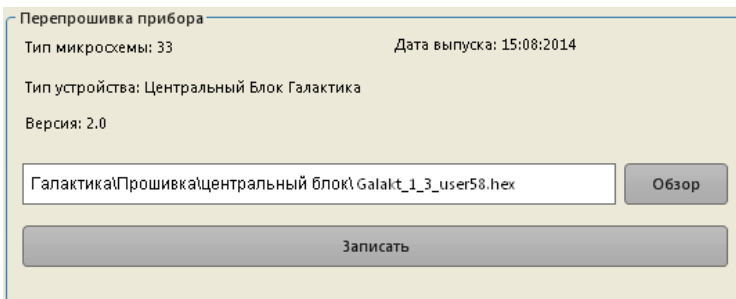 Перепрошивка прибора
Тип микросхемы: 33 Дата выпуска: 15:08:2014
Тип устройства: Центральный Блок Галактика
Версия: 2.0
Галактика\Прошивка\центральный блок\ Galakt_1_3_user58.hex Обзор
Записать